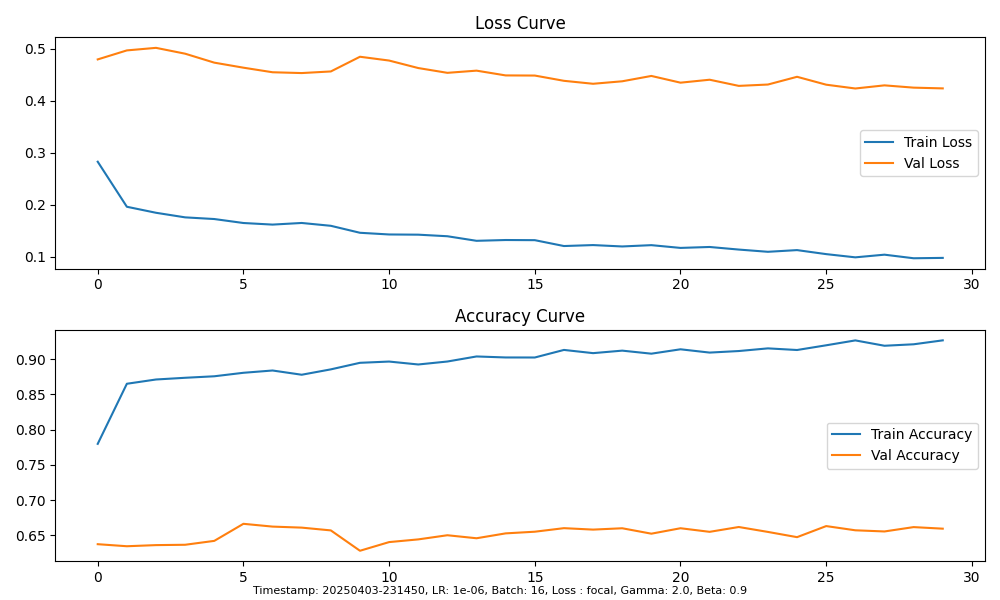 Loss Curve
0.5
0.4
0.3
0.2
0.1
Train Loss
Val Loss
0 5 10 15 20 25 30
Accuracy Curve
0.90
0.85
0.80
0.75
0.70
0.65
Train Accuracy
Val Accuracy
0 5 10 15 20 25 30
Timestamp: 20250403-231450, LR: 1e-06, Batch: 16, Loss : focal, Gamma: 2.0, Beta: 0.9